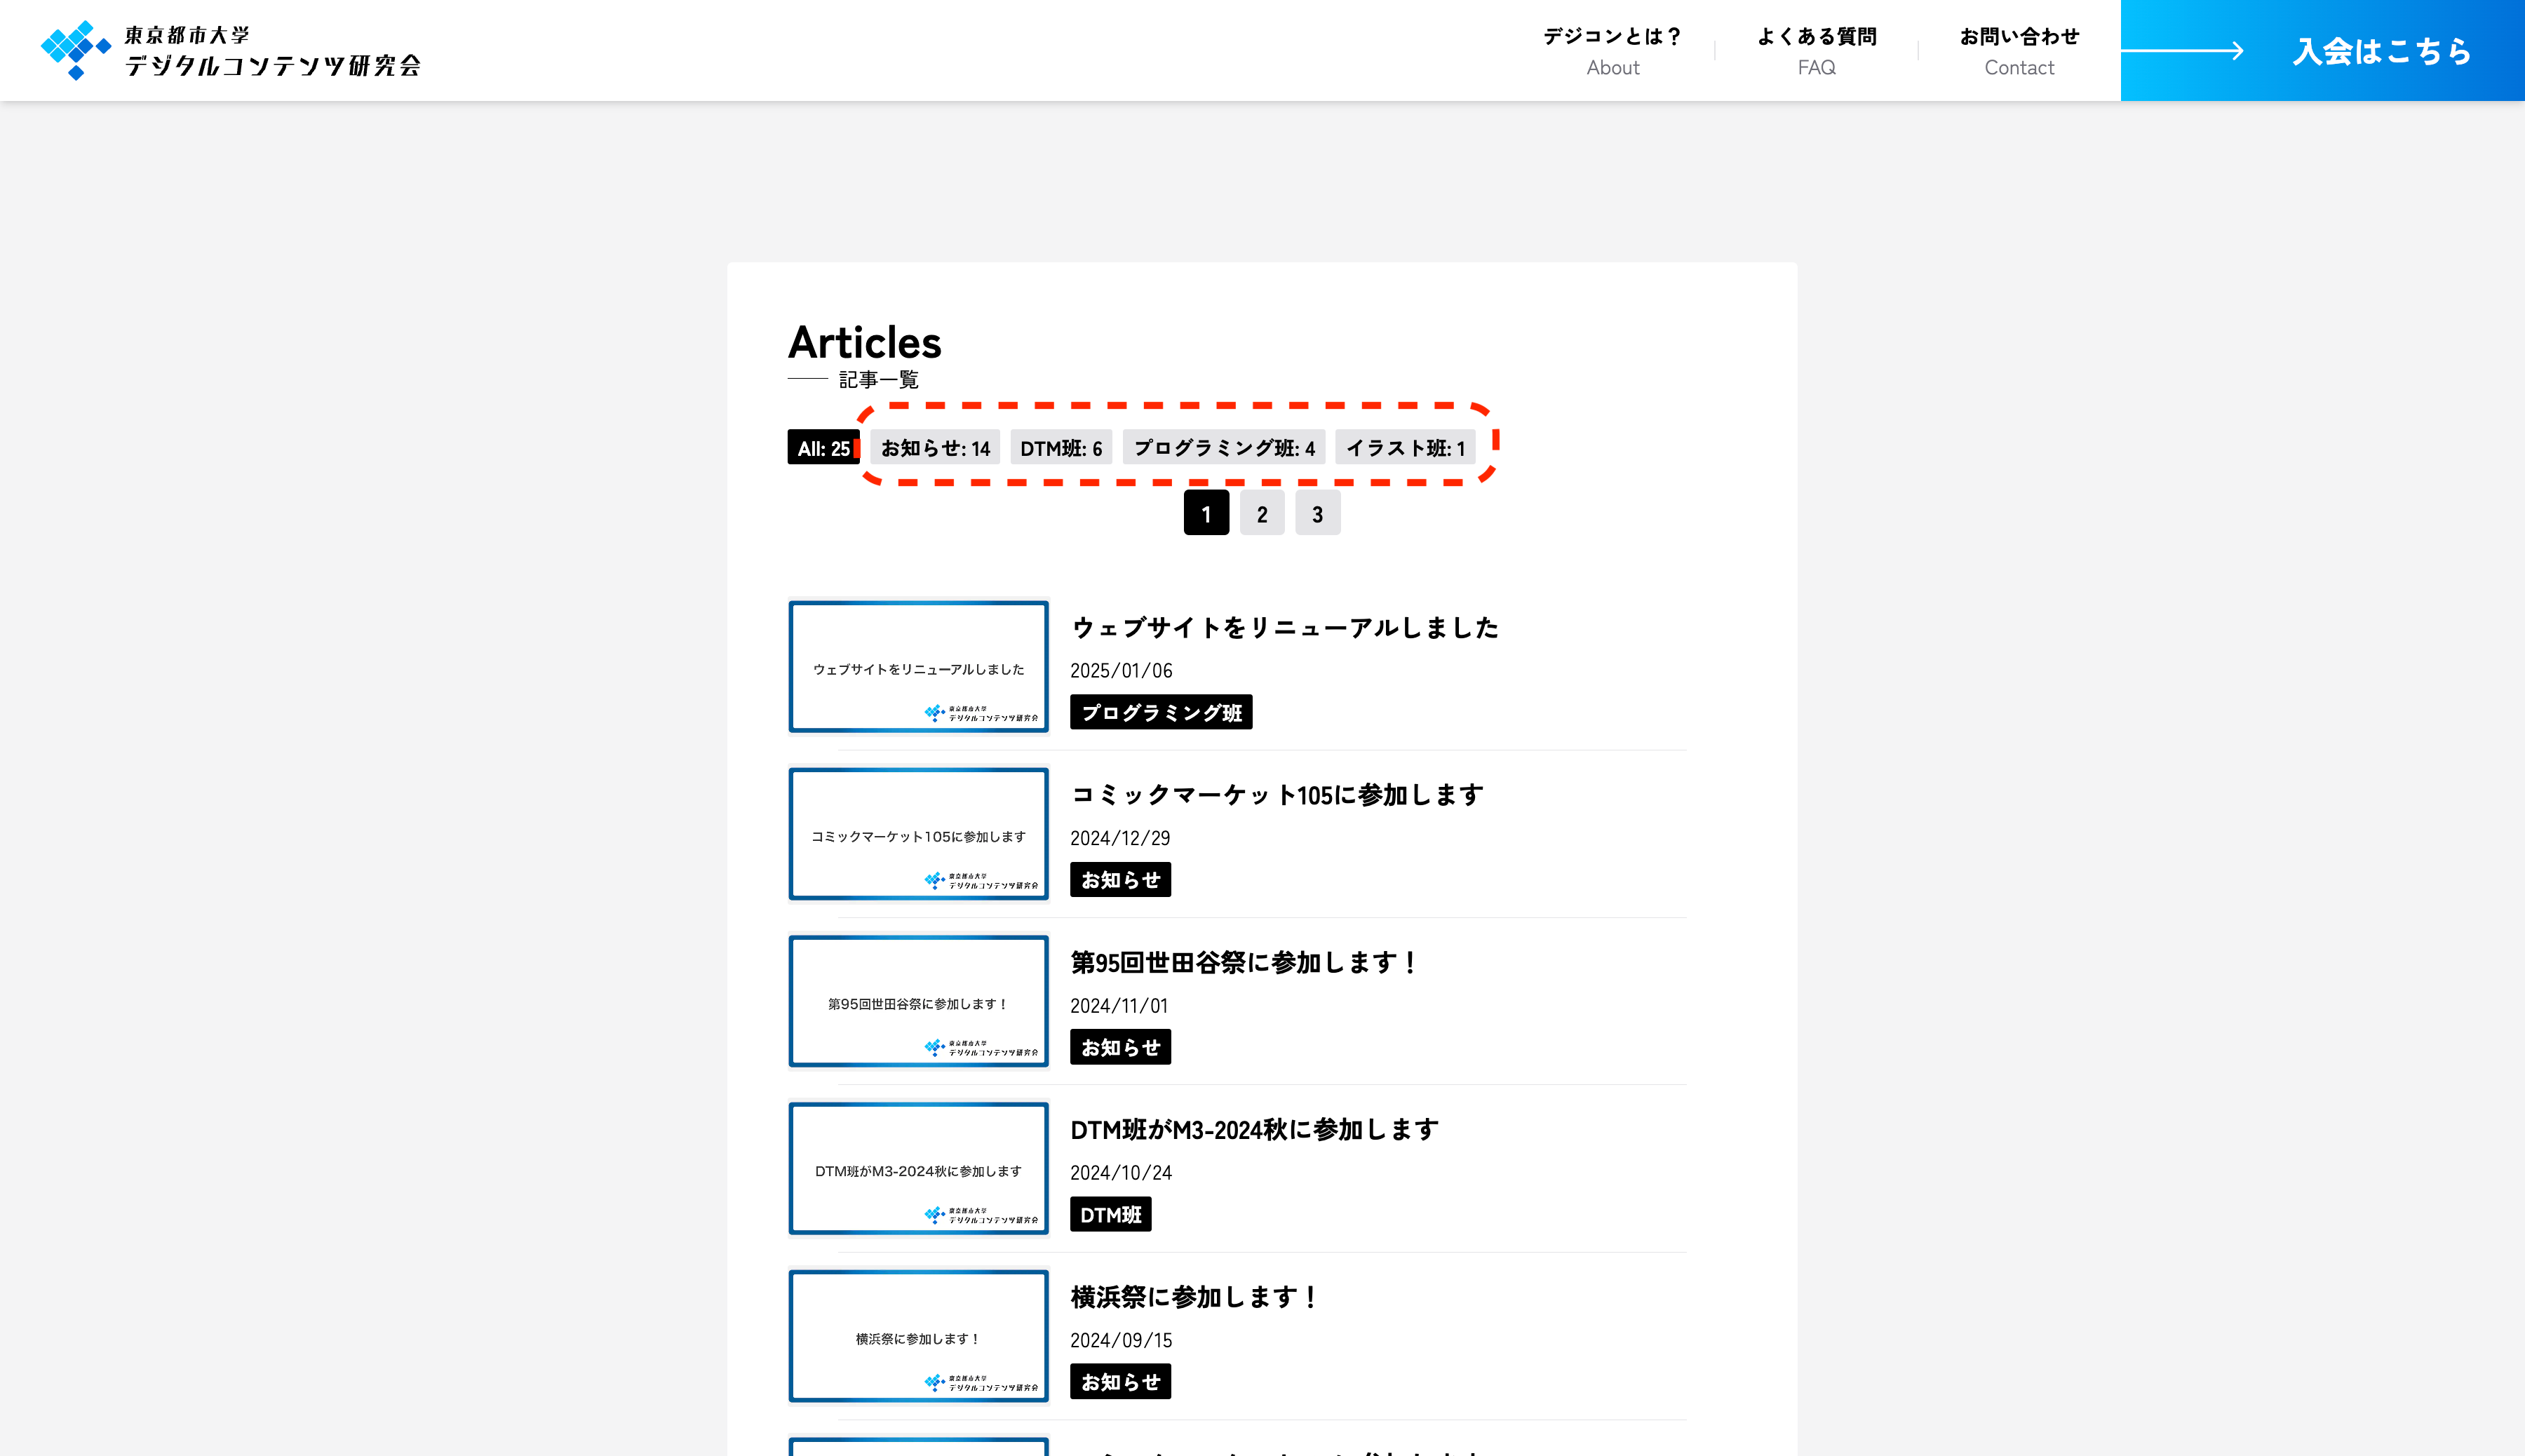 東京都市大学
デジタルコンテンツ研究会
デジコンとは？
About
よくある質問
FAQ
お問い合わせ
Contact
入会はこちら
Articles
記事一覧
All: 25
お知らせ: 14
DTM班: 6
プログラミング班: 4
イラスト班: 1
1
2
3
ウェブサイトをリニューアルしました
東京都市大学
デジタルコンテンツ研究会
ウェブサイトをリニューアルしました
2025/01/06
プログラミング班
コミックマーケット105に参加します
東京都市大学
デジタルコンテンツ研究会
コミックマーケット105に参加します
2024/12/29
お知らせ
第95回世田谷祭に参加します！
東京都市大学
デジタルコンテンツ研究会
第95回世田谷祭に参加します！
2024/11/01
お知らせ
DTM班がM3-2024秋に参加します
東京都市大学
デジタルコンテンツ研究会
DTM班がM3-2024秋に参加します
2024/10/24
DTM班
横浜祭に参加します！
東京都市大学
デジタルコンテンツ研究会
横浜祭に参加します！
2024/09/15
お知らせ